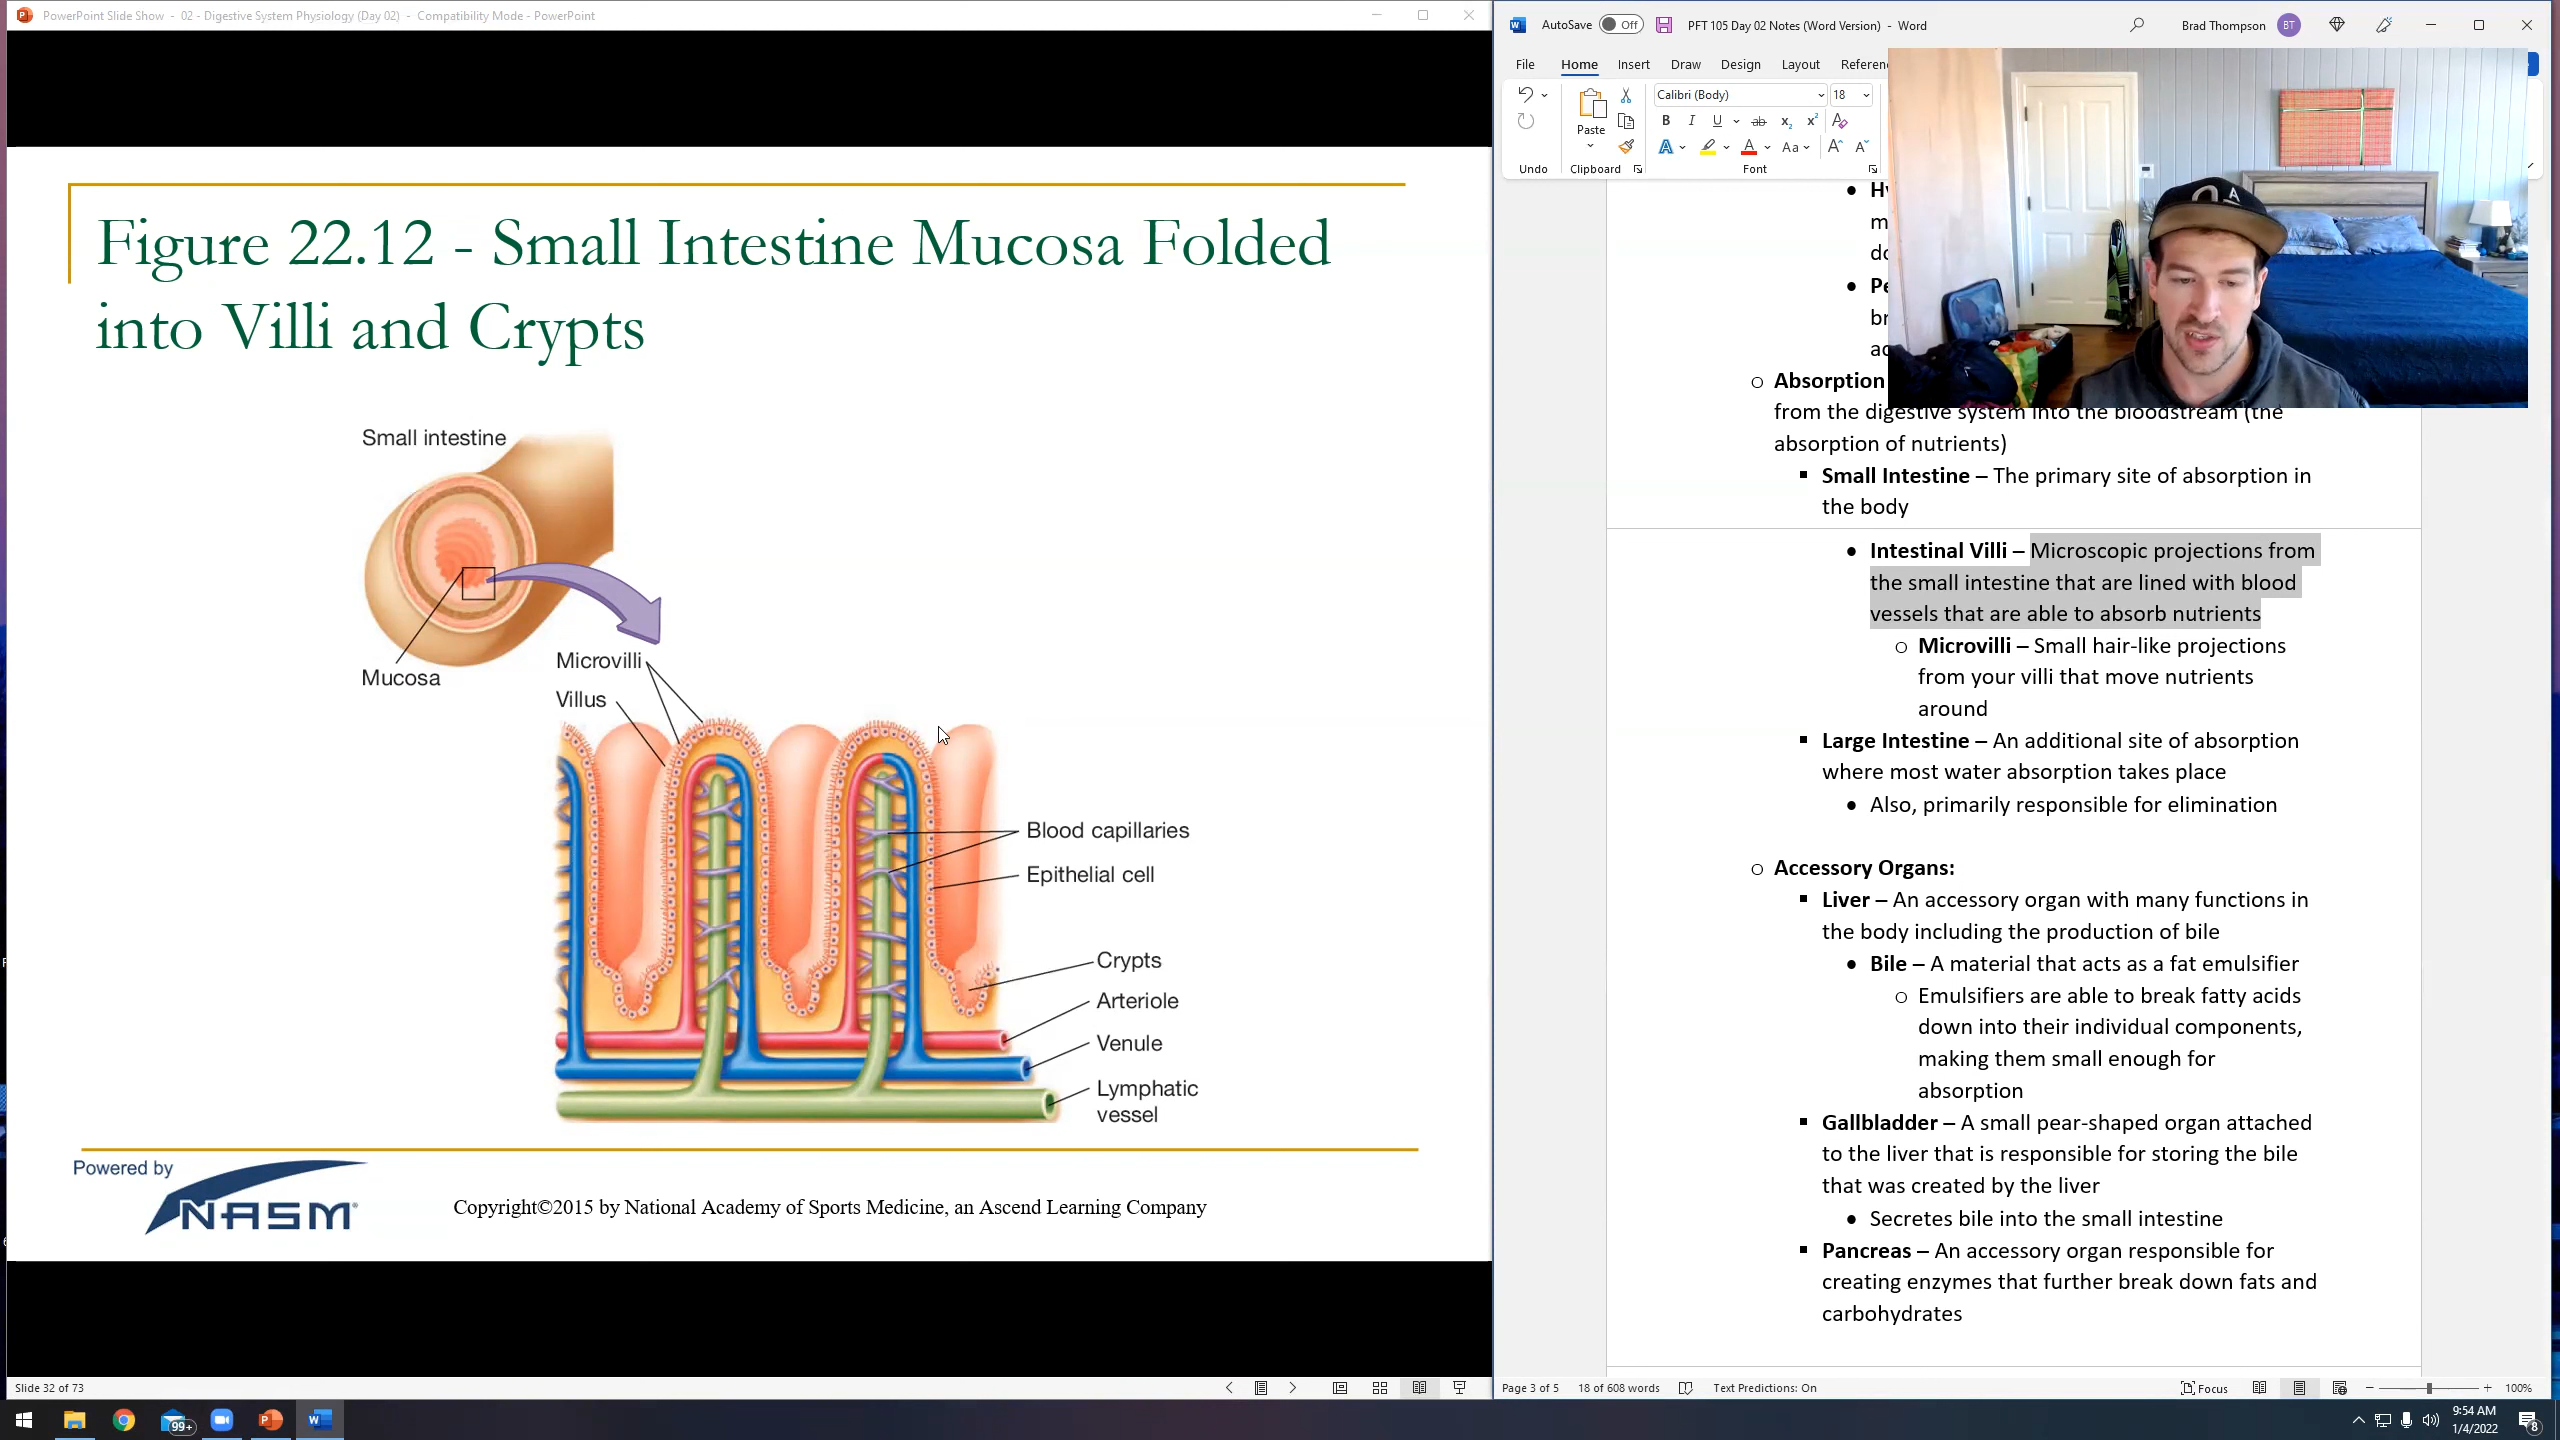 PowerPoint Slide Show - 02 - Digestive System Physiology (Day 02) - Compatibility Mode - PowerPoint
Figure 22.12 - Small Intestine Mucosa Folded
into Villi and Crypts
Small intestine
Mucosa
Microvilli
Villus
Blood capillaries
Epithelial cell
Crypts
Arteriole
Venule
Lymphatic
vessel
Powered by
NASM
Copyright©2015 by National Academy of Sports Medicine, an Ascend Learning Company
Slide 32 of 73
AutoSave Off PFT 105 Day 02 Notes (Word Version) - Word Brad Thompson BT
File Home Insert Draw Design Layout Referen
Calibri (Body) 18
Paste
B I U ab x₂ x² A
A A Aa A A
Undo Clipboard Font
m
Absorption
from the digestive system into the bloodstream (the
absorption of nutrients)
Small Intestine – The primary site of absorption in
the body
Intestinal Villi – Microscopic projections from
the small intestine that are lined with blood
vessels that are able to absorb nutrients
Microvilli – Small hair-like projections
from your villi that move nutrients
around
Large Intestine – An additional site of absorption
where most water absorption takes place
Also, primarily responsible for elimination
Accessory Organs:
Liver – An accessory organ with many functions in
the body including the production of bile
Bile – A material that acts as a fat emulsifier
Emulsifiers are able to break fatty acids
down into their individual components,
making them small enough for
absorption
Gallbladder – A small pear-shaped organ attached
to the liver that is responsible for storing the bile
that was created by the liver
Secretes bile into the small intestine
Pancreas – An accessory organ responsible for
creating enzymes that further break down fats and
carbohydrates
Page 3 of 5 18 of 608 words Text Predictions: On Focus 100%
99+
9:54 AM
1/4/2022
8